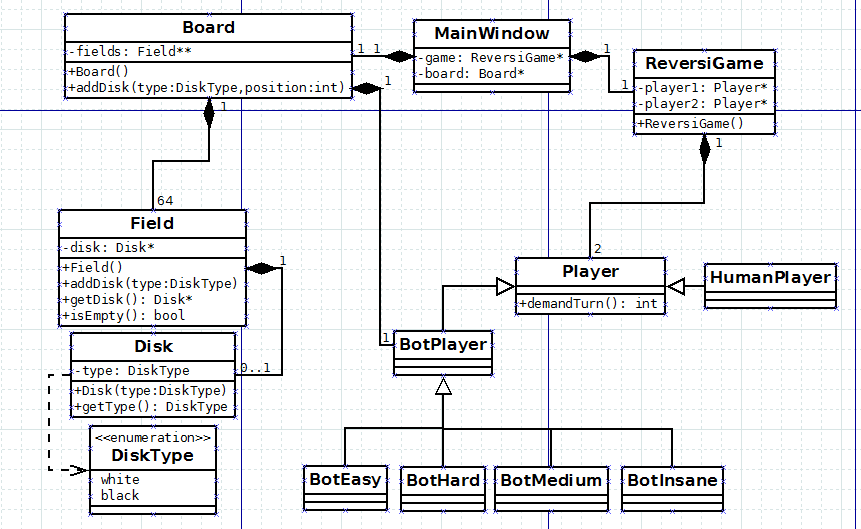 Board
-fields: Field**
+Board()
+addDisk(type:DiskType,position:int)
1 1
1
1
MainWindow
-game: ReversiGame*
-board: Board*
1
1
ReversiGame
-player1: Player*
-player2: Player*
+ReversiGame()
1
64
Field
-disk: Disk*
+Field()
+addDisk(type:DiskType)
+getDisk(): Disk*
+isEmpty(): bool
1
2
Player
+demandTurn(): int
HumanPlayer
1
BotPlayer
Disk
-type: DiskType
+Disk(type:DiskType)
+getType(): DiskType
0..1
<<enumeration>>
DiskType
white
black
BotEasy
BotHard
BotMedium
BotInsane